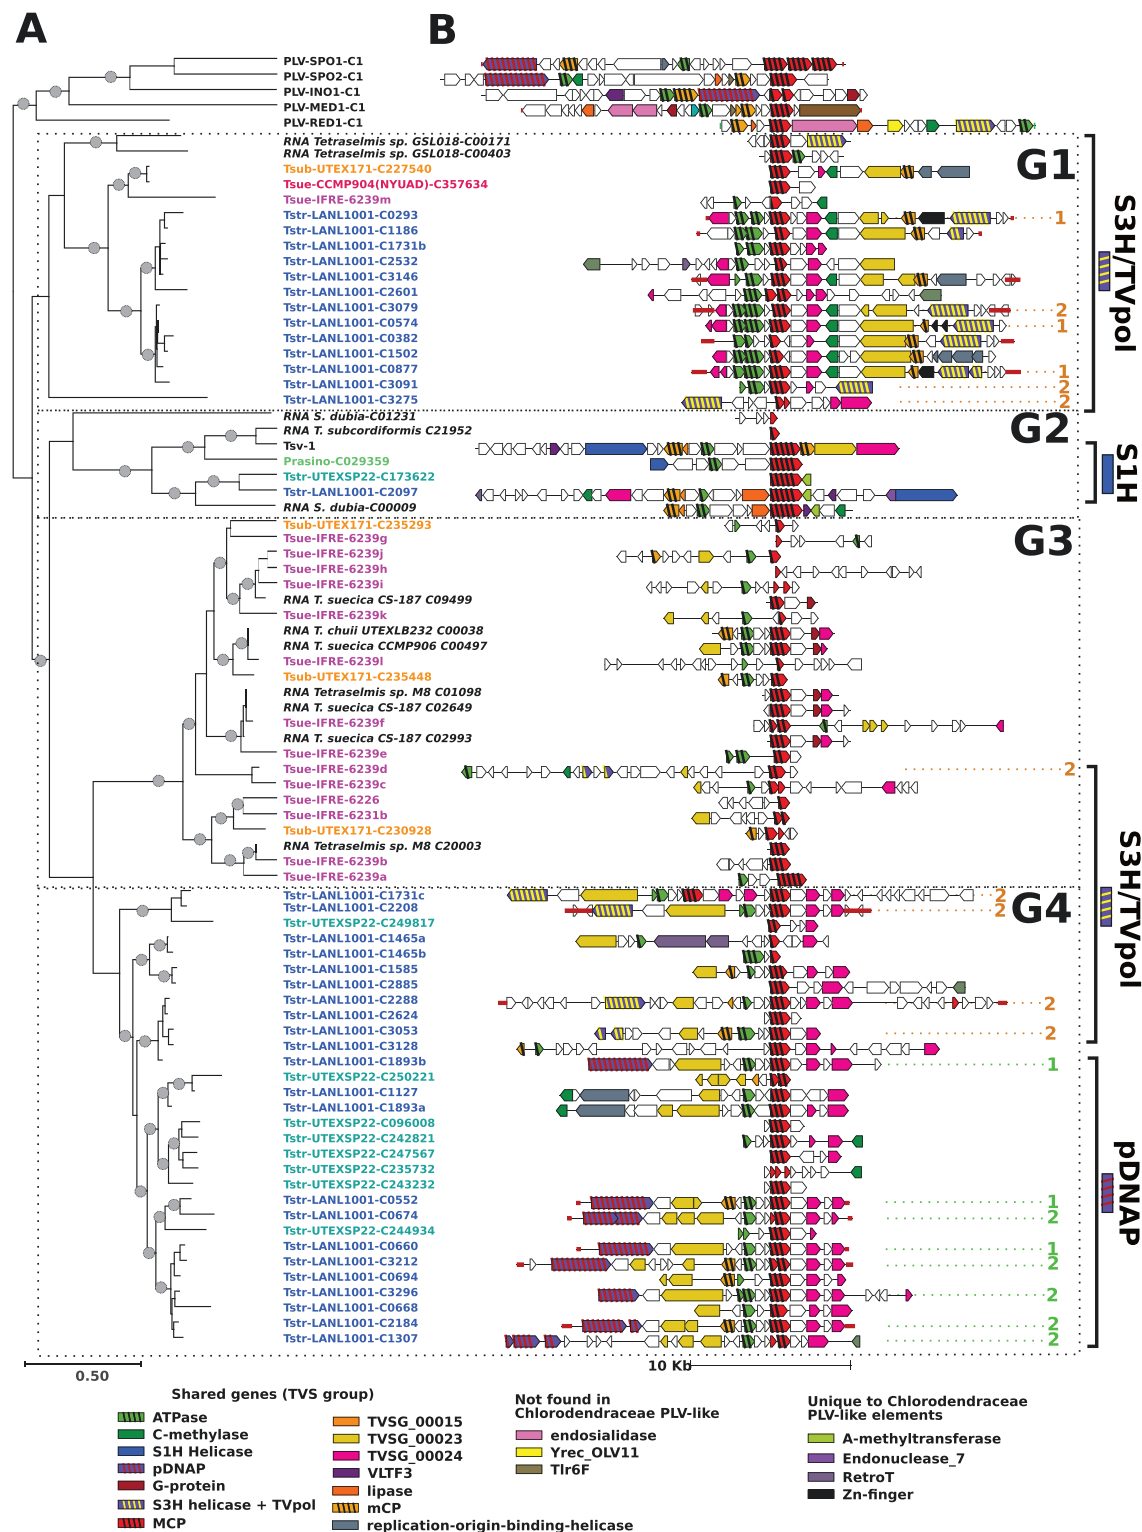 A
B
PLV-SPO1-C1
PLV-SPO2-C1
PLV-INO1-C1
PLV-MED1-C1
PLV-RED1-C1
RNA Tetraselmis sp. GSL018-C00171
RNA Tetraselmis sp. GSL018-C00403
Tsub-UTEX171-C227540
Tsue-CCMP904(NYUAD)-C357634
Tsue-IFRE-6239m
Tstr-LANL1001-C0293
Tstr-LANL1001-C1186
Tstr-LANL1001-C1731b
Tstr-LANL1001-C2532
Tstr-LANL1001-C3146
Tstr-LANL1001-C2601
Tstr-LANL1001-C3079
Tstr-LANL1001-C0574
Tstr-LANL1001-C0382
Tstr-LANL1001-C1502
Tstr-LANL1001-C0877
Tstr-LANL1001-C3091
Tstr-LANL1001-C3275
G1
1
2
1
1
2
2
S3H/TVpol
RNA S. dubia-C01231
RNA T. subcordiformis C21952
Tsv-1
Prasino-C029359
Tstr-UTEXSP22-C173622
Tstr-LANL1001-C2097
RNA S. dubia-C00009
G2
S1H
Tsub-UTEX171-C235293
Tsue-IFRE-6239g
Tsue-IFRE-6239j
Tsue-IFRE-6239h
Tsue-IFRE-6239i
RNA T. suecica CS-187 C09499
Tsue-IFRE-6239k
RNA T. chuii UTEXLB232 C00038
RNA T. suecica CCMP906 C00497
Tsue-IFRE-6239l
Tsub-UTEX171-C235448
RNA Tetraselmis sp. M8 C01098
RNA T. suecica CS-187 C02649
Tsue-IFRE-6239f
RNA T. suecica CS-187 C02993
Tsue-IFRE-6239e
Tsue-IFRE-6239d
Tsue-IFRE-6239c
Tsue-IFRE-6226
Tsue-IFRE-6231b
Tsub-UTEX171-C230928
RNA Tetraselmis sp. M8 C20003
Tsue-IFRE-6239b
Tsue-IFRE-6239a
G3
2
S3H/TVpol
Tstr-LANL1001-C1731c
Tstr-LANL1001-C2208
Tstr-UTEXSP22-C249817
Tstr-LANL1001-C1465a
Tstr-LANL1001-C1465b
Tstr-LANL1001-C1585
Tstr-LANL1001-C2885
Tstr-LANL1001-C2288
Tstr-LANL1001-C2624
Tstr-LANL1001-C3053
Tstr-LANL1001-C3128
Tstr-LANL1001-C1893b
Tstr-UTEXSP22-C250221
Tstr-LANL1001-C1127
Tstr-LANL1001-C1893a
Tstr-UTEXSP22-C096008
Tstr-UTEXSP22-C242821
Tstr-UTEXSP22-C247567
Tstr-UTEXSP22-C235732
Tstr-UTEXSP22-C243232
Tstr-LANL1001-C0552
Tstr-LANL1001-C0674
Tstr-UTEXSP22-C244934
Tstr-LANL1001-C0660
Tstr-LANL1001-C3212
Tstr-LANL1001-C0694
Tstr-LANL1001-C3296
Tstr-LANL1001-C0668
Tstr-LANL1001-C2184
Tstr-LANL1001-C1307
G4
2
2
2
2
1
1
2
1
2
2
2
2
pDNAP
0.50
10 Kb
Shared genes (TVS group)
ATPase
C-methylase
S1H Helicase
pDNAP
G-protein
S3H helicase + TVpol
MCP
TVSG_00015
TVSG_00023
TVSG_00024
VLTF3
lipase
mCP
replication-origin-binding-helicase
Not found in
Chlorodendraceae PLV-like
endosialidase
Yrec_OLV11
Tlr6F
Unique to Chlorodendraceae
PLV-like elements
A-methyltransferase
Endonuclease_7
RetroT
Zn-finger